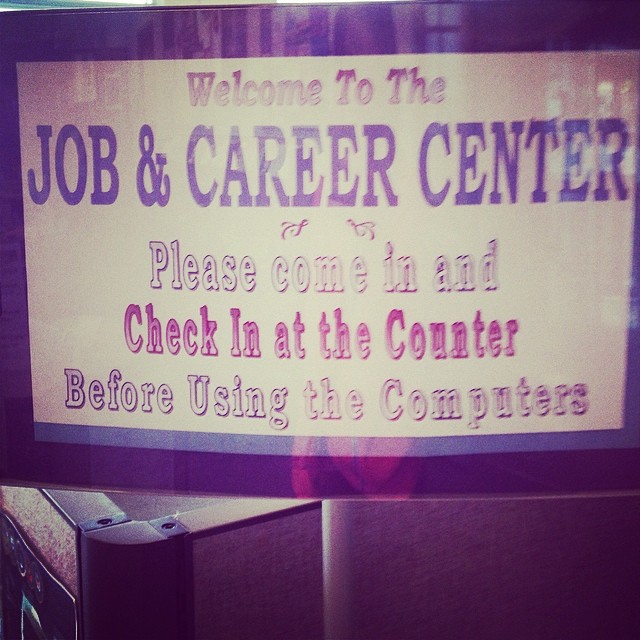 Welcome To The
JOB & CAREER CENTER
Please come in and
Check In at the Counter
Before Using the Computers